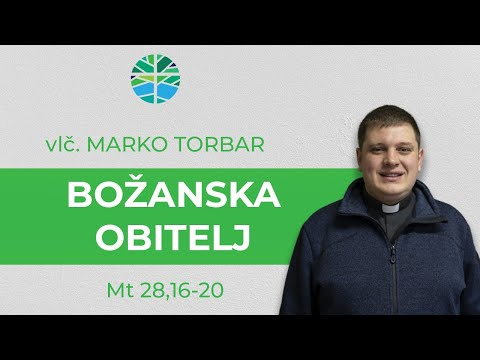 vlč. MARKO TORBAR
BOŽANSKA
OBITELJ
Mt 28,16-20